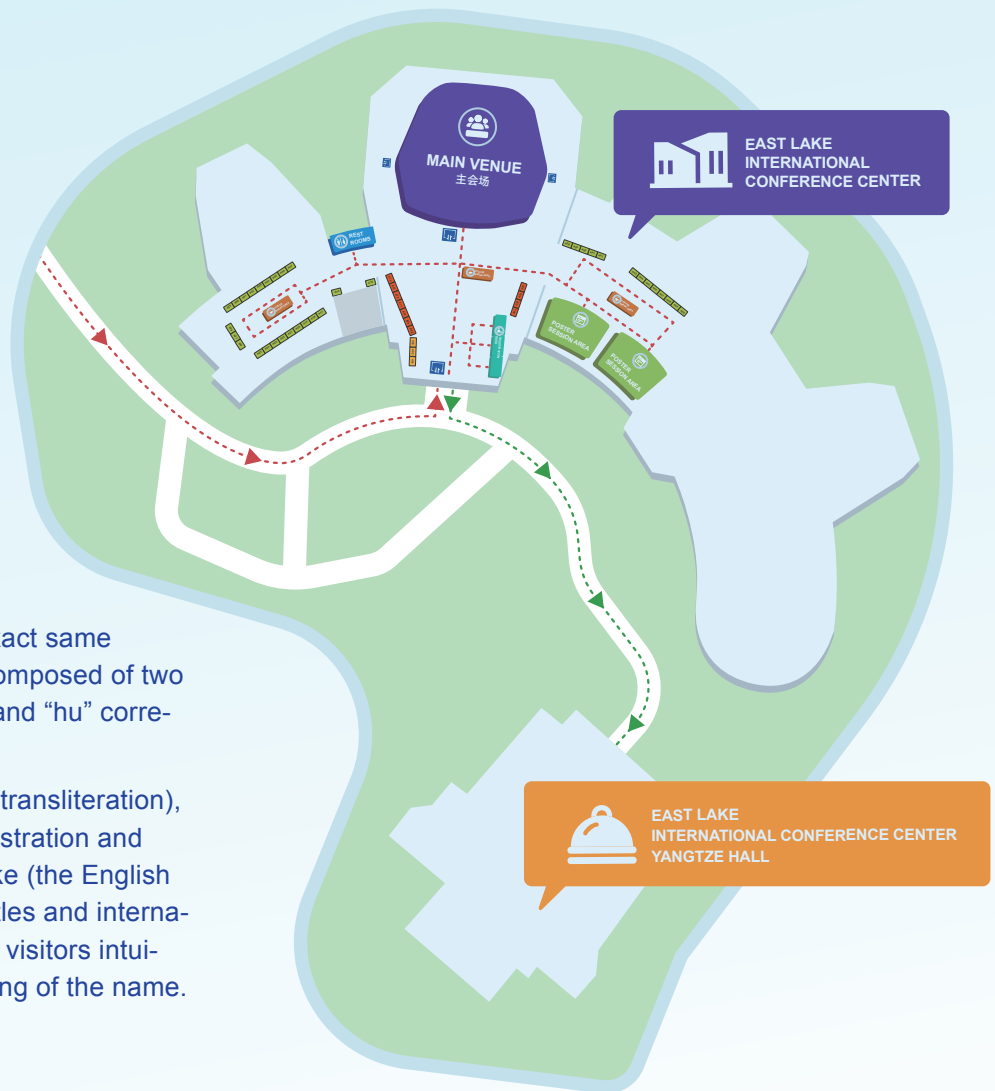 MAIN VENUE
主会场
EAST LAKE
INTERNATIONAL
CONFERENCE CENTER
REST
ROOMS
POSTER
SESSION AREA
POSTER
SESSION AREA
xact same
omposed of two
and “hu” corre-
transliteration),
stration and
ke (the English
tles and interna-
visitors intui-
ng of the name.
EAST LAKE
INTERNATIONAL CONFERENCE CENTER
YANGTZE HALL